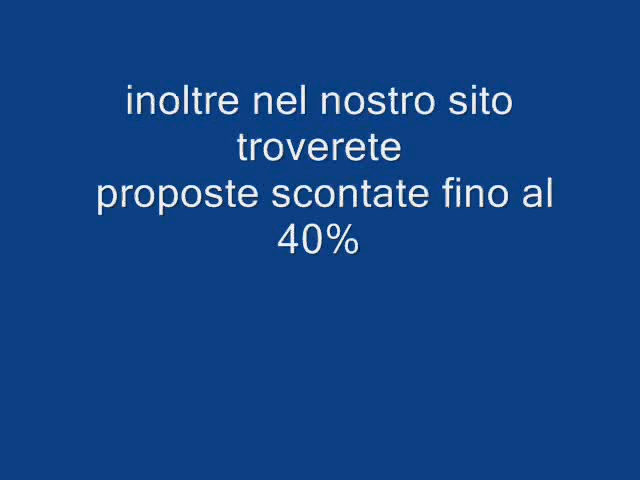 inoltre nel nostro sito
troverete
proposte scontate fino al
40%